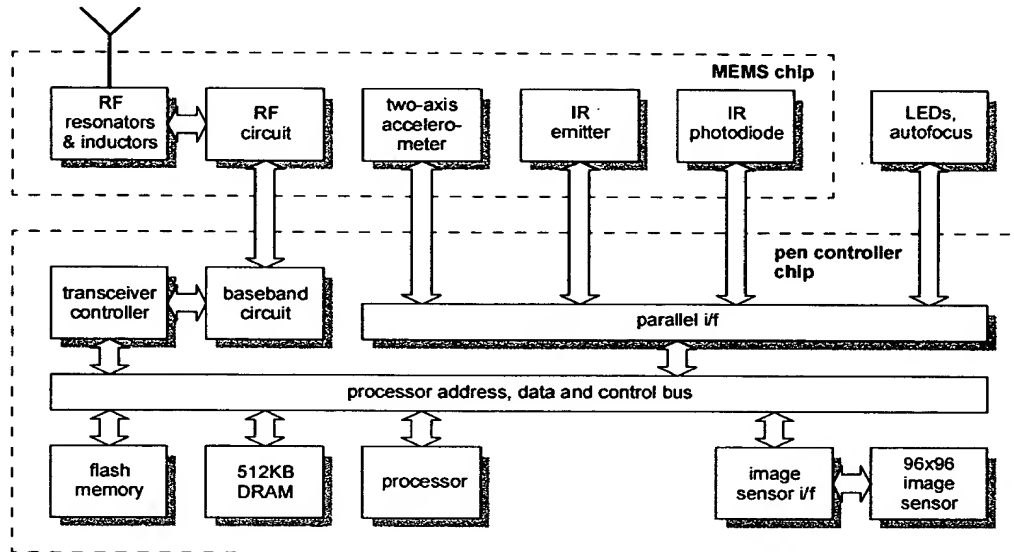 MEMS chip
RF
resonators
& inductors
RF
circuit
two-axis
accelero-
meter
IR
emitter
IR
photodiode
LEDs,
autofocus
pen controller
chip
transceiver
controller
baseband
circuit
parallel i/f
processor address, data and control bus
flash
memory
512KB
DRAM
processor
image
sensor i/f
96x96
image
sensor